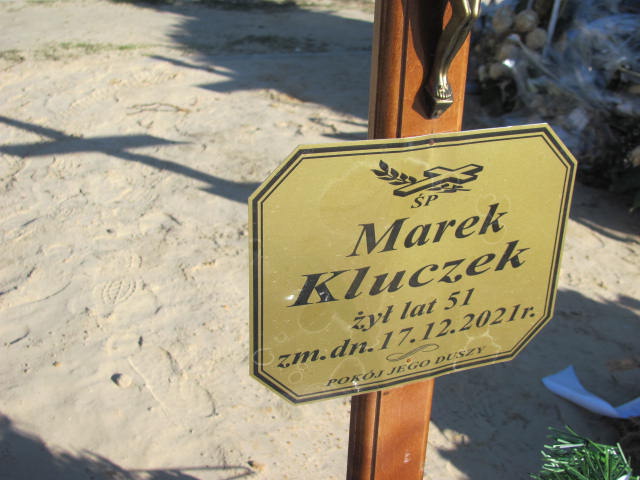 ŚP
Marek
Kluczek
żył lat 51
zm.dn.17.12.2021r.
POKÓJ JEGO DUSZY